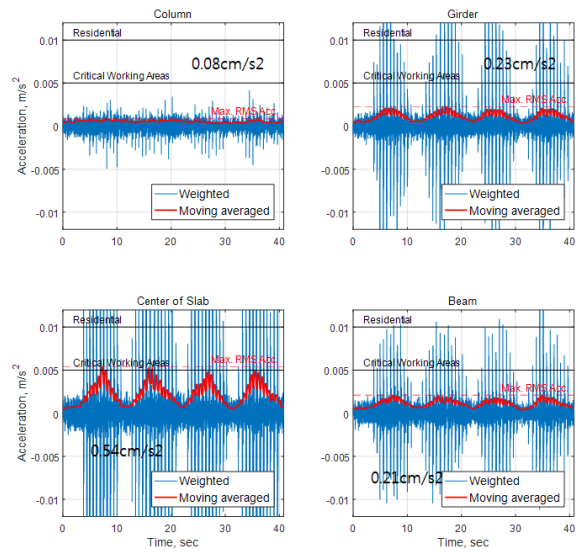 Column
Acceleration, m/s²
0.01
0.005
0
-0.005
-0.01
Residential
0.08cm/s2
Critical Working Areas
Max. RMS Acc.
Weighted
Moving averaged
0 10 20 30 40
Girder
0.01
0.005
0
-0.005
-0.01
Residential
0.23cm/s2
Critical Working Areas
Max. RMS Acc.
Weighted
Moving averaged
0 10 20 30 40
Center of Slab
Acceleration, m/s²
0.01
0.005
0
-0.005
-0.01
Residential
Critical Working Areas
Max. RMS Acc.
0.54cm/s2
Weighted
Moving averaged
0 10 20 30 40
Time, sec
Beam
0.01
0.005
0
-0.005
-0.01
Residential
Critical Working Areas
Max. RMS Acc.
0.21cm/s2
Weighted
Moving averaged
0 10 20 30 40
Time, sec